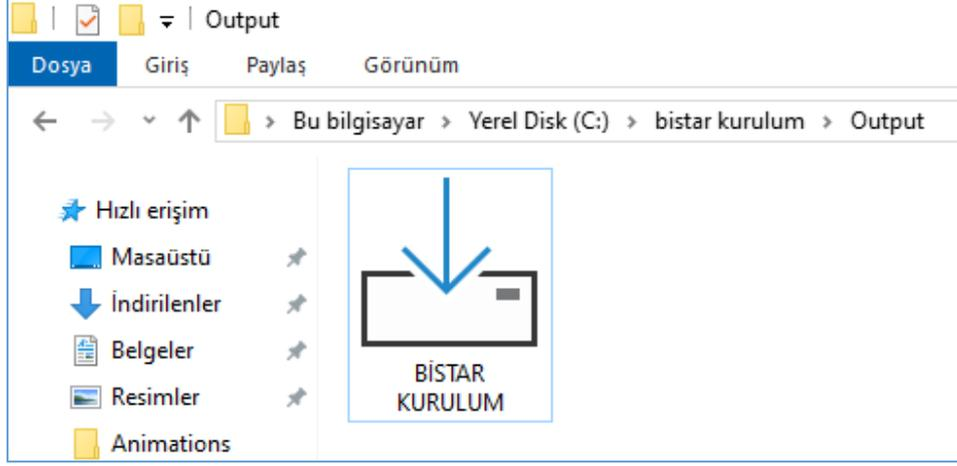 Output
Dosya Giriş Paylaş Görünüm
Bu bilgisayar > Yerel Disk (C:) > bistar kurulum > Output
Hızlı erişim
Masaüstü
İndirilenler
Belgeler
Resimler
Animations
BİSTAR
KURULUM